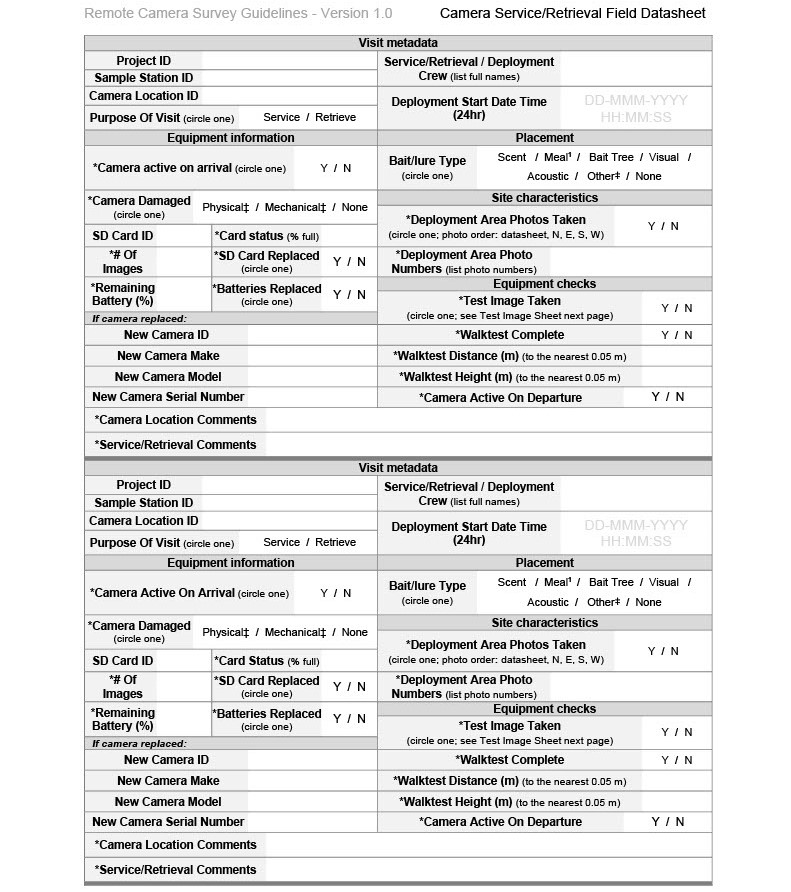 Remote Camera Survey Guidelines - Version 1.0 Camera Service/Retrieval Field Datasheet
Visit metadata
Project ID
Sample Station ID
Service/Retrieval / Deployment
Crew (list full names)
Camera Location ID
Purpose Of Visit (circle one) Service / Retrieve
Deployment Start Date Time
(24hr)
DD-MMM-YYYY
HH:MM:SS
Equipment information
Placement
*Camera active on arrival (circle one) Y / N
Bait/lure Type
(circle one)
Scent / Meal¹ / Bait Tree / Visual /
Acoustic / Other‡ / None
*Camera Damaged
(circle one)
Physical‡ / Mechanical‡ / None
Site characteristics
*Deployment Area Photos Taken
(circle one; photo order: datasheet, N, E, S, W)
Y / N
SD Card ID
*Card status (% full)
*# Of
Images
*SD Card Replaced
(circle one)
Y / N
*Deployment Area Photo
Numbers (list photo numbers)
*Remaining
Battery (%)
*Batteries Replaced
(circle one)
Y / N
Equipment checks
*Test Image Taken
(circle one; see Test Image Sheet next page)
Y / N
If camera replaced:
New Camera ID
*Walktest Complete Y / N
New Camera Make
*Walktest Distance (m) (to the nearest 0.05 m)
New Camera Model
*Walktest Height (m) (to the nearest 0.05 m)
New Camera Serial Number
*Camera Active On Departure Y / N
*Camera Location Comments
*Service/Retrieval Comments
Visit metadata
Project ID
Sample Station ID
Service/Retrieval / Deployment
Crew (list full names)
Camera Location ID
Purpose Of Visit (circle one) Service / Retrieve
Deployment Start Date Time
(24hr)
DD-MMM-YYYY
HH:MM:SS
Equipment information
Placement
*Camera Active On Arrival (circle one) Y / N
Bait/lure Type
(circle one)
Scent / Meal¹ / Bait Tree / Visual /
Acoustic / Other‡ / None
*Camera Damaged
(circle one)
Physical‡ / Mechanical‡ / None
Site characteristics
*Deployment Area Photos Taken
(circle one; photo order: datasheet, N, E, S, W)
Y / N
SD Card ID
*Card Status (% full)
*# Of
Images
*SD Card Replaced
(circle one)
Y / N
*Deployment Area Photo
Numbers (list photo numbers)
*Remaining
Battery (%)
*Batteries Replaced
(circle one)
Y / N
Equipment checks
*Test Image Taken
(circle one; see Test Image Sheet next page)
Y / N
If camera replaced:
New Camera ID
*Walktest Complete Y / N
New Camera Make
*Walktest Distance (m) (to the nearest 0.05 m)
New Camera Model
*Walktest Height (m) (to the nearest 0.05 m)
New Camera Serial Number
*Camera Active On Departure Y / N
*Camera Location Comments
*Service/Retrieval Comments